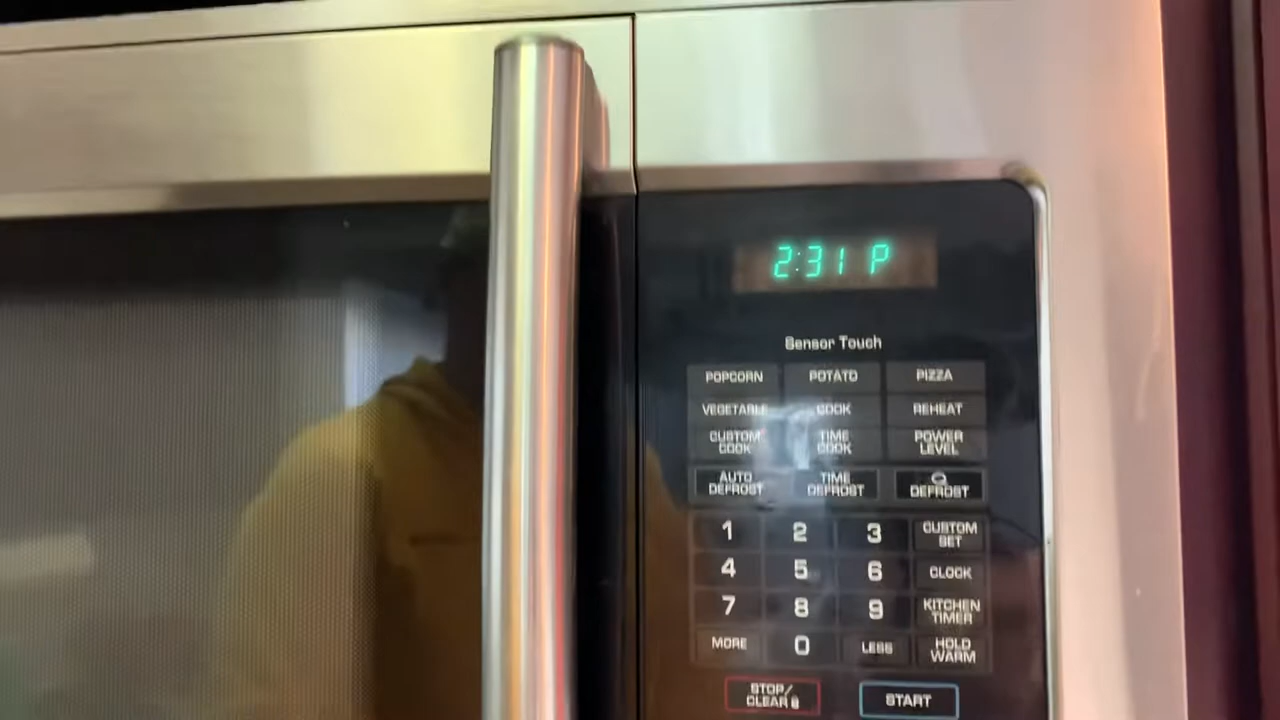 2:31 P
Sensor Touch
POPCORN POTATO PIZZA
VEGETABLE COOK REHEAT
CUSTOM COOK TIME COOK POWER LEVEL
AUTO DEFROST TIME DEFROST DEFROST
1 2 3 CUSTOM SET
4 5 6 CLOCK
7 8 9 KITCHEN TIMER
MORE 0 LESS HOLD WARM
STOP/CLEAR START